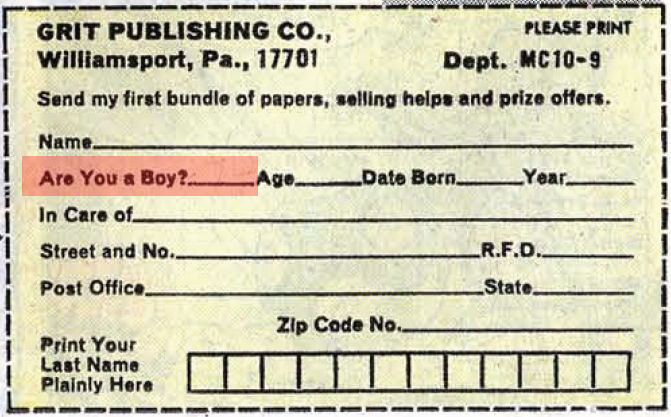 GRIT PUBLISHING CO., PLEASE PRINT
Williamsport, Pa., 17701 Dept. MC10-9
Send my first bundle of papers, selling helps and prize offers.
Name
Are You a Boy? Age Date Born Year
In Care of
Street and No. R.F.D.
Post Office State
Zip Code No.
Print Your
Last Name
Plainly Here